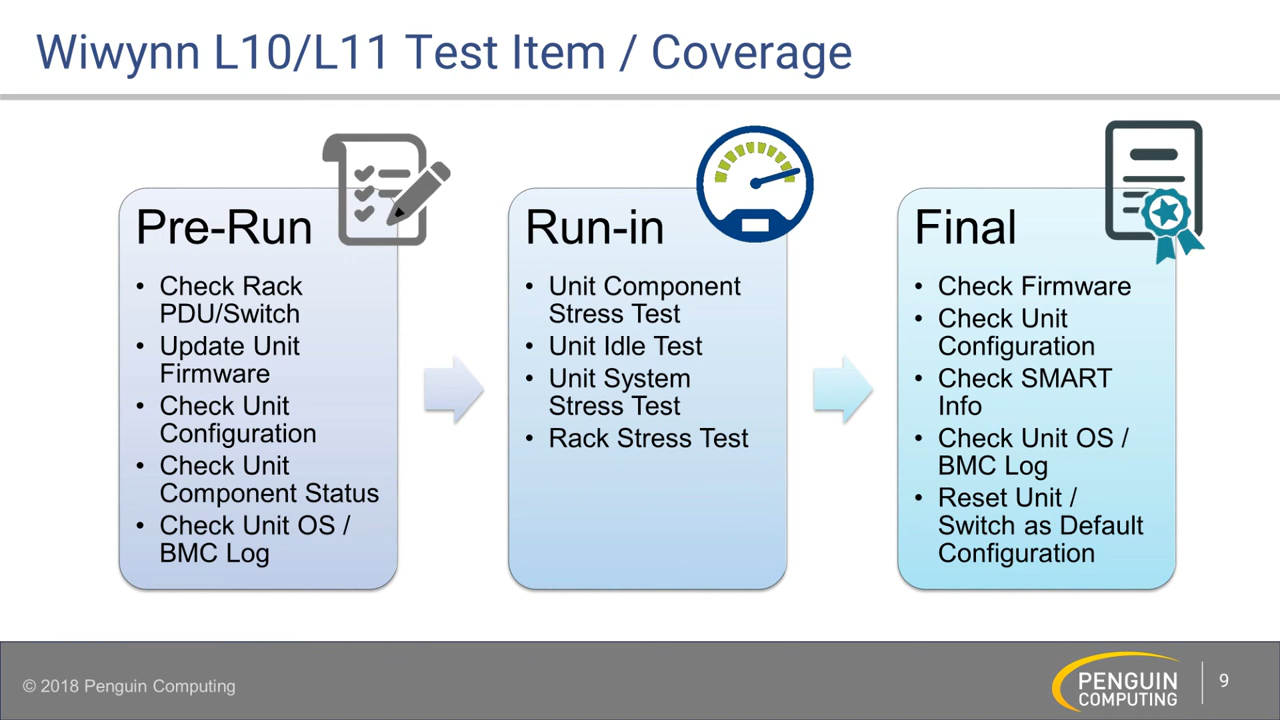 Wiwynn L10/L11 Test Item / Coverage
Pre-Run
• Check Rack
PDU/Switch
• Update Unit
Firmware
• Check Unit
Configuration
• Check Unit
Component Status
• Check Unit OS /
BMC Log
Run-in
• Unit Component
Stress Test
• Unit Idle Test
• Unit System
Stress Test
• Rack Stress Test
Final
• Check Firmware
• Check Unit
Configuration
• Check SMART
Info
• Check Unit OS /
BMC Log
• Reset Unit /
Switch as Default
Configuration
© 2018 Penguin Computing
PENGUIN
COMPUTING
9